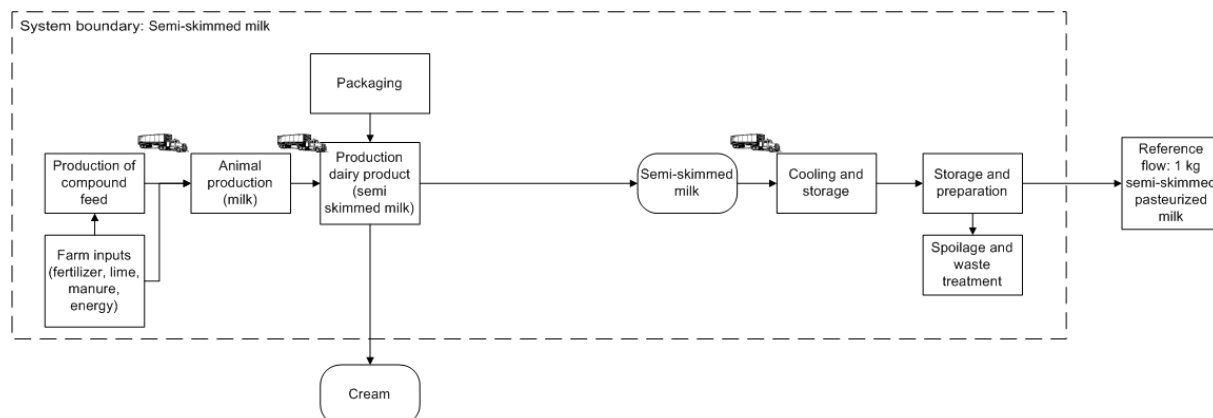 System boundary: Semi-skimmed milk
Packaging
Production of
compound
feed
Animal
production
(milk)
Production
dairy product
(semi
skimmed milk)
Semi-skimmed
milk
Cooling and
storage
Storage and
preparation
Reference
flow: 1 kg
semi-skimmed
pasteurized
milk
Farm inputs
(fertilizer, lime,
manure,
energy)
Spoilage and
waste
treatment
Cream